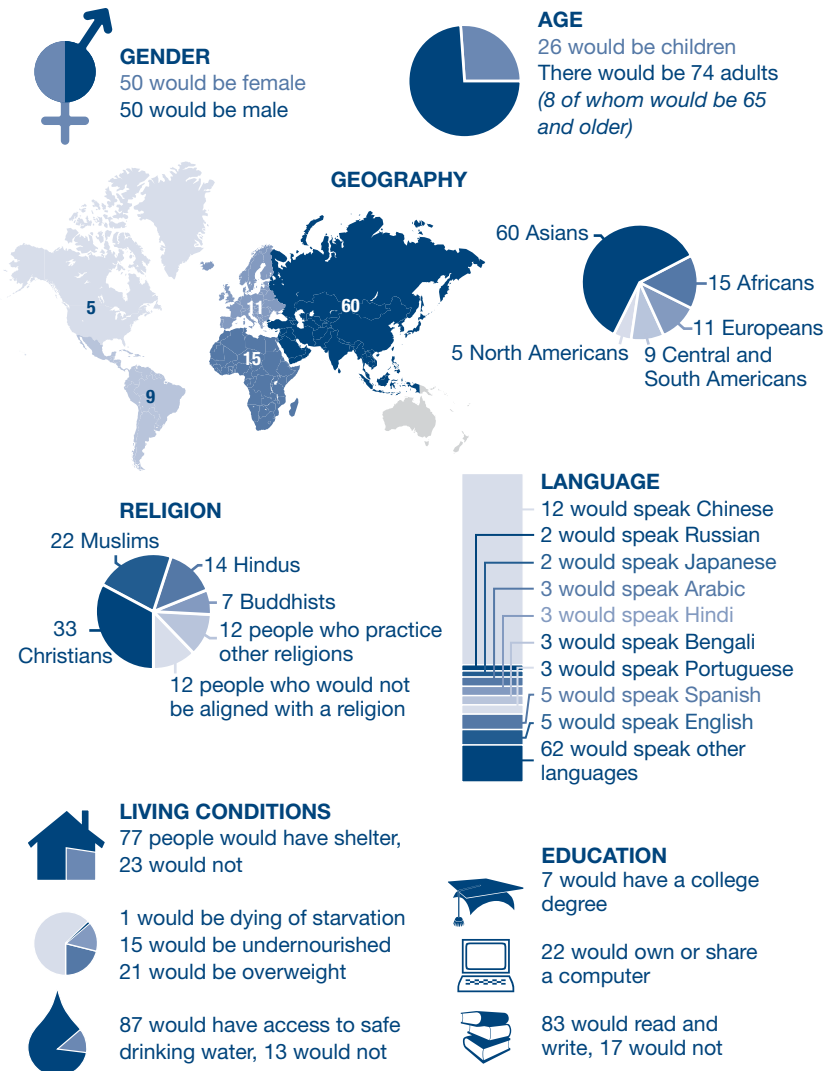 GENDER
50 would be female
50 would be male
AGE
26 would be children
There would be 74 adults
(8 of whom would be 65
and older)
GEOGRAPHY
5
11
60
15
9
60 Asians
15 Africans
11 Europeans
5 North Americans
9 Central and
South Americans
RELIGION
22 Muslims
14 Hindus
7 Buddhists
33
Christians
12 people who practice
other religions
12 people who would not
be aligned with a religion
LANGUAGE
12 would speak Chinese
2 would speak Russian
2 would speak Japanese
3 would speak Arabic
3 would speak Hindi
3 would speak Bengali
3 would speak Portuguese
5 would speak Spanish
5 would speak English
62 would speak other
languages
LIVING CONDITIONS
77 people would have shelter,
23 would not
1 would be dying of starvation
15 would be undernourished
21 would be overweight
87 would have access to safe
drinking water, 13 would not
EDUCATION
7 would have a college
degree
22 would own or share
a computer
83 would read and
write, 17 would not